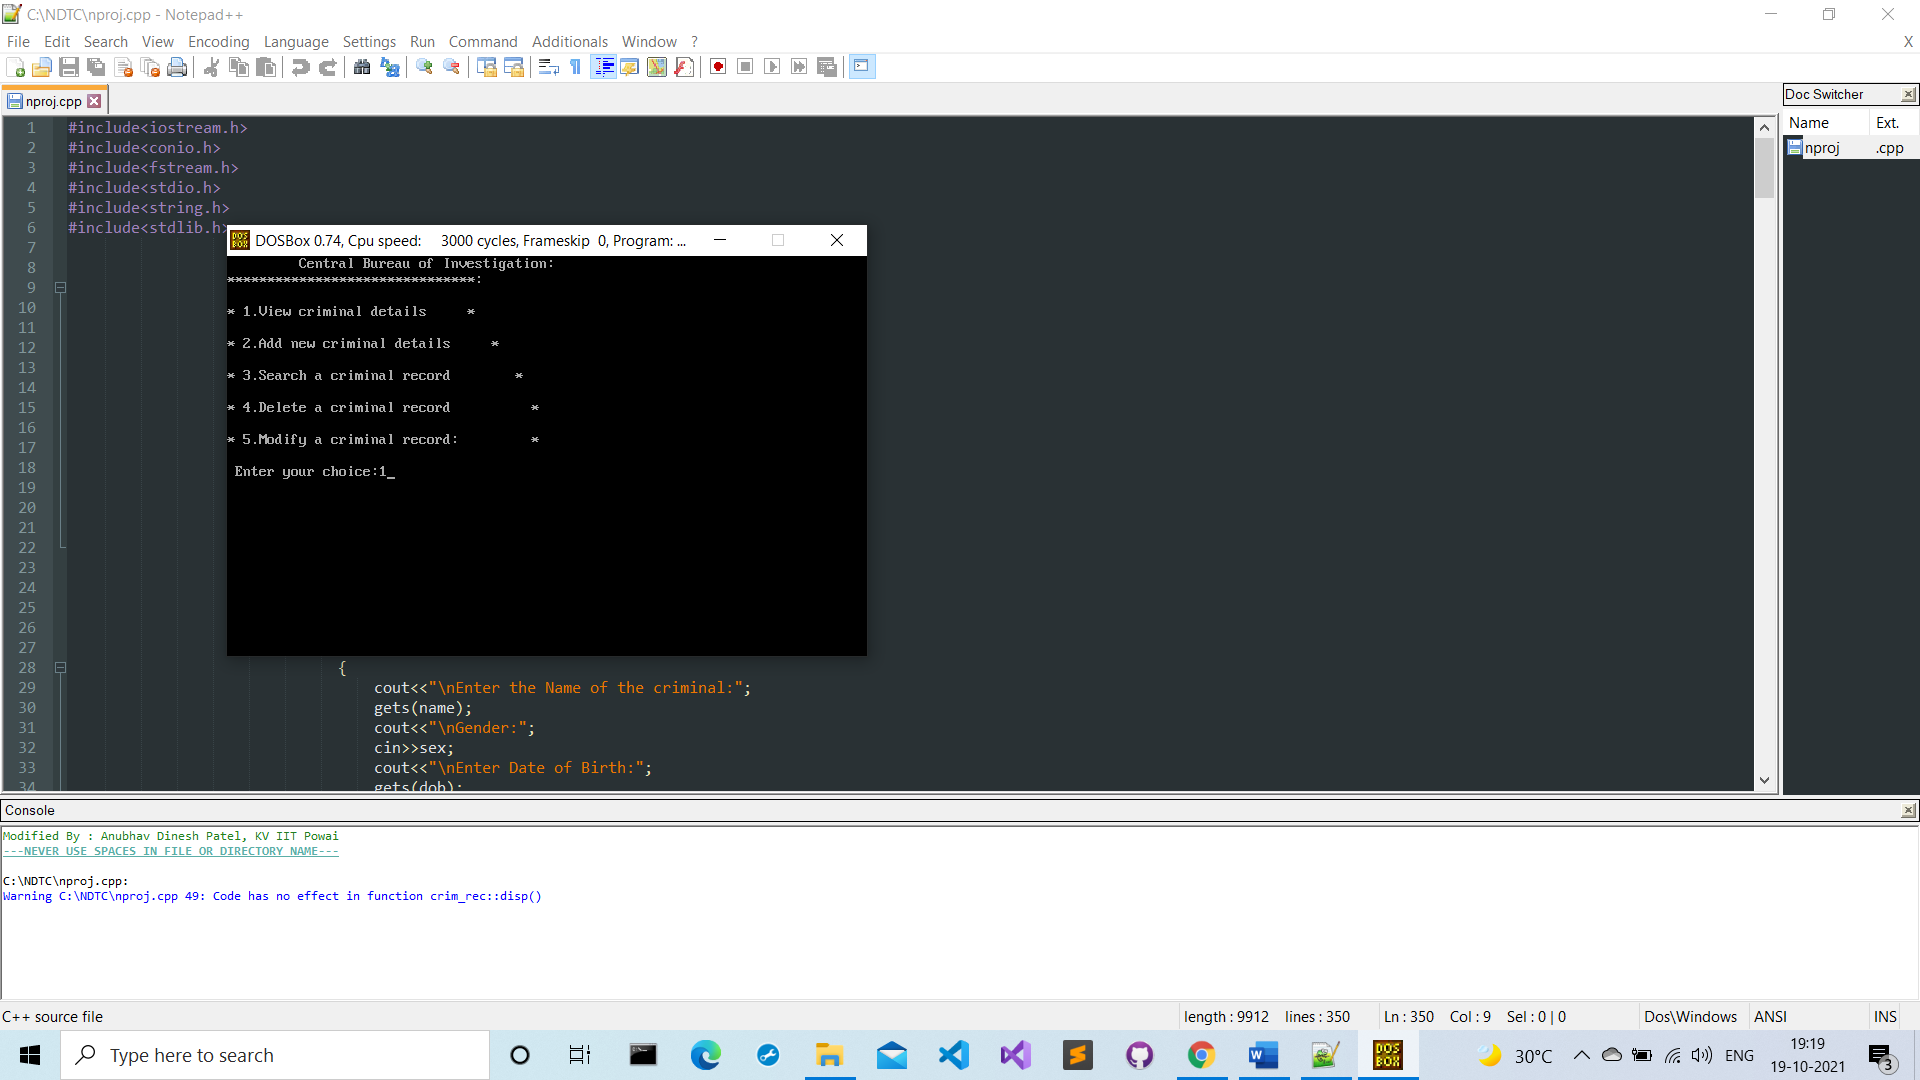 C:\NDTC\nproj.cpp - Notepad++
File Edit Search View Encoding Language Settings Run Command Additionals Window ? X
nproj.cpp
Doc Switcher
Name Ext.
nproj .cpp
1 #include<iostream.h>
2 #include<conio.h>
3 #include<fstream.h>
4 #include<stdio.h>
5 #include<string.h>
6 #include<stdlib.h>
7
8
9
10
11
12
13
14
15
16
17
18
19
20
21
22
23
24
25
26
27
28 {
29 cout<<"\nEnter the Name of the criminal:";
30 gets(name);
31 cout<<"\nGender:";
32 cin>>sex;
33 cout<<"\nEnter Date of Birth:";
34 gets(dob);
DOSBox 0.74, Cpu speed: 3000 cycles, Frameskip 0, Program: ...
Central Bureau of Investigation:
*******************************:
* 1.View criminal details *
* 2.Add new criminal details *
* 3.Search a criminal record *
* 4.Delete a criminal record *
* 5.Modify a criminal record: *
Enter your choice:1_
Console
Modified By : Anubhav Dinesh Patel, KV IIT Powai
---NEVER USE SPACES IN FILE OR DIRECTORY NAME---
C:\NDTC\nproj.cpp:
Warning C:\NDTC\nproj.cpp 49: Code has no effect in function crim_rec::disp()
C++ source file length : 9912 lines : 350 Ln : 350 Col : 9 Sel : 0 | 0 Dos\Windows ANSI INS
Type here to search
DOS BOX
30°C ENG
19:19
19-10-2021
3